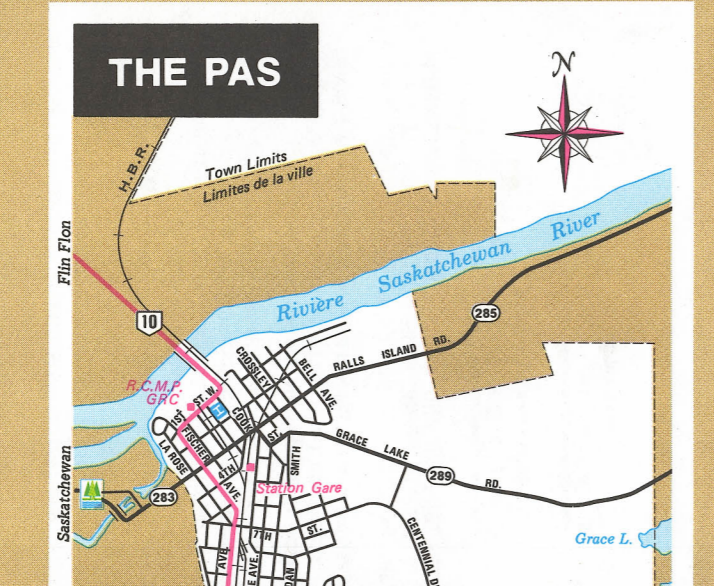 THE PAS
N
H.B.R.
Town Limits
Limites de la ville
Flin Flon
Rivière Saskatchewan River
10
285
CROSSLEY
BELL AVE.
RALLS ISLAND RD.
R.C.M.P.
GRC
1ST ST. W.
H
COOK ST.
FISCHER AVE
LA ROSE
4TH
SMITH
GRACE LAKE RD.
289
Saskatchewan
283
Station Gare
7TH ST.
AVE
E AVE.
DAN
CENTENNIAL D
Grace L.